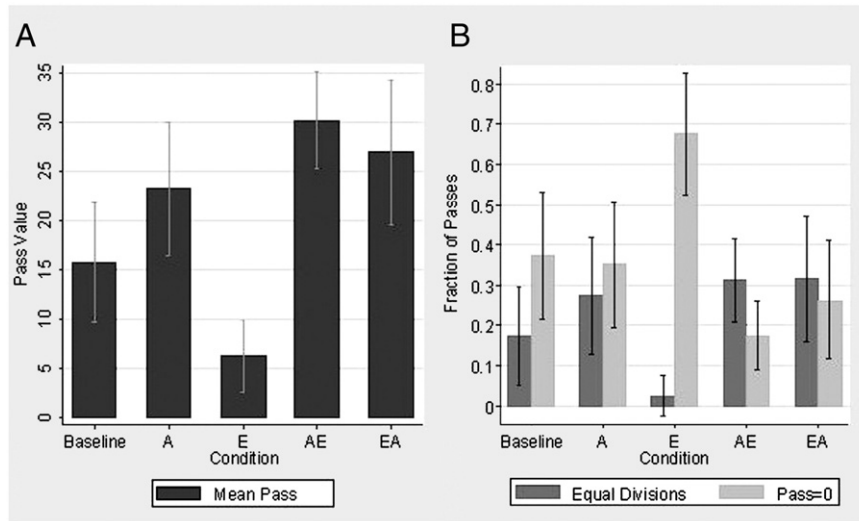 A
35
30
25
20
15
10
5
0
Pass Value
Baseline A E AE EA
Condition
Mean Pass
B
0.8
0.7
0.6
0.5
0.4
0.3
0.2
0.1
0
Fraction of Passes
Baseline A E AE EA
Condition
Equal Divisions Pass=0